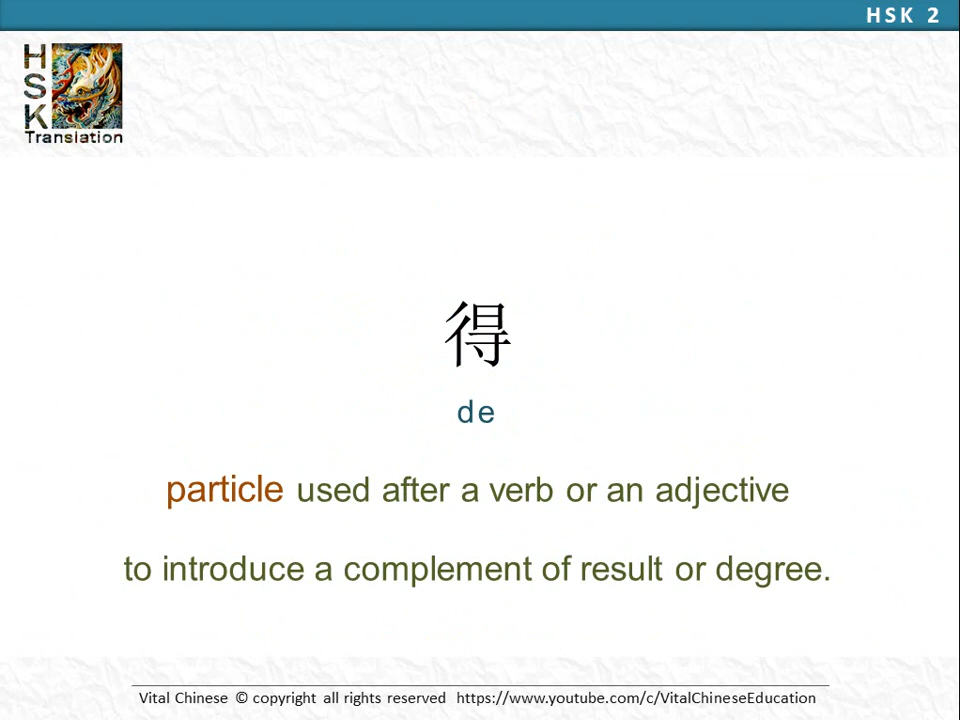 HSK 2
H
S
K
Translation
得
de
particle used after a verb or an adjective
to introduce a complement of result or degree.
Vital Chinese © copyright all rights reserved https://www.youtube.com/c/VitalChineseEducation